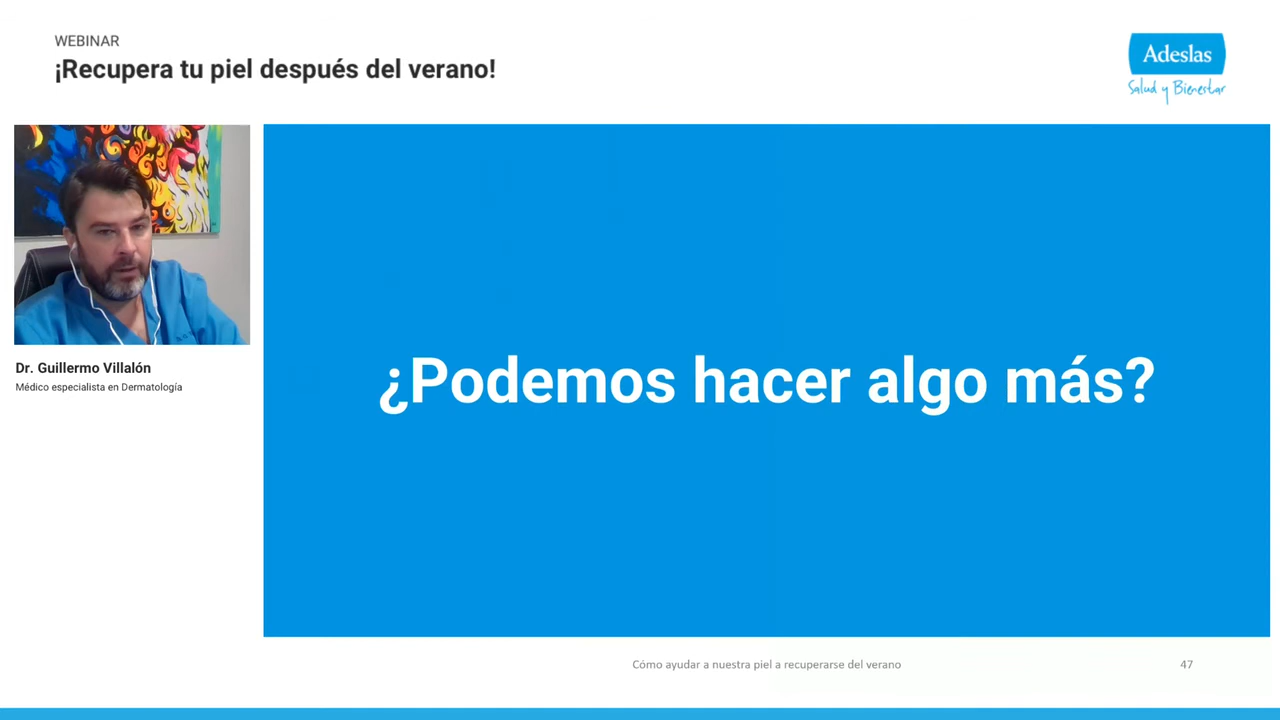 WEBINAR
¡Recupera tu piel después del verano!
Adeslas
Salud y Bienestar
Dr. Guillermo Villalón
Médico especialista en Dermatología
¿Podemos hacer algo más?
Cómo ayudar a nuestra piel a recuperarse del verano
47